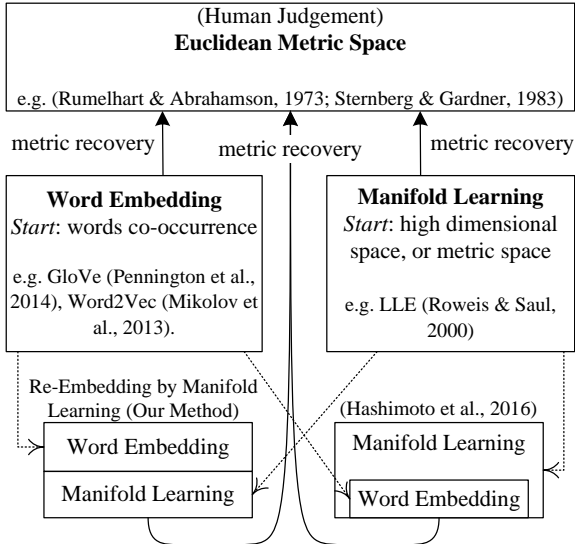 (Human Judgement)
Euclidean Metric Space
e.g. (Rumelhart & Abrahamson, 1973; Sternberg & Gardner, 1983)
metric recovery
metric recovery
metric recovery
Word Embedding
Start: words co-occurrence
e.g. GloVe (Pennington et al.,
2014), Word2Vec (Mikolov et
al., 2013).
Manifold Learning
Start: high dimensional
space, or metric space
e.g. LLE (Roweis & Saul,
2000)
Re-Embedding by Manifold
Learning (Our Method)
Word Embedding
Manifold Learning
(Hashimoto et al., 2016)
Manifold Learning
Word Embedding